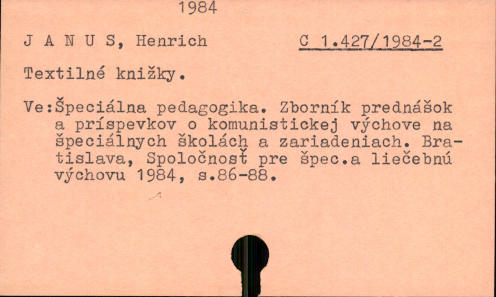 1984
J A N U S, Henrich C 1.427/1984-2
Textilné knižky.
Ve:Špeciálna pedagogika. Zborník prednášok
a príspevkov o komunistickej výchove na
špeciálnych školách a zariadeniach. Bra-
tislava, Spoločnosť pre špec.a liečebnú
výchovu 1984, s.86-88.